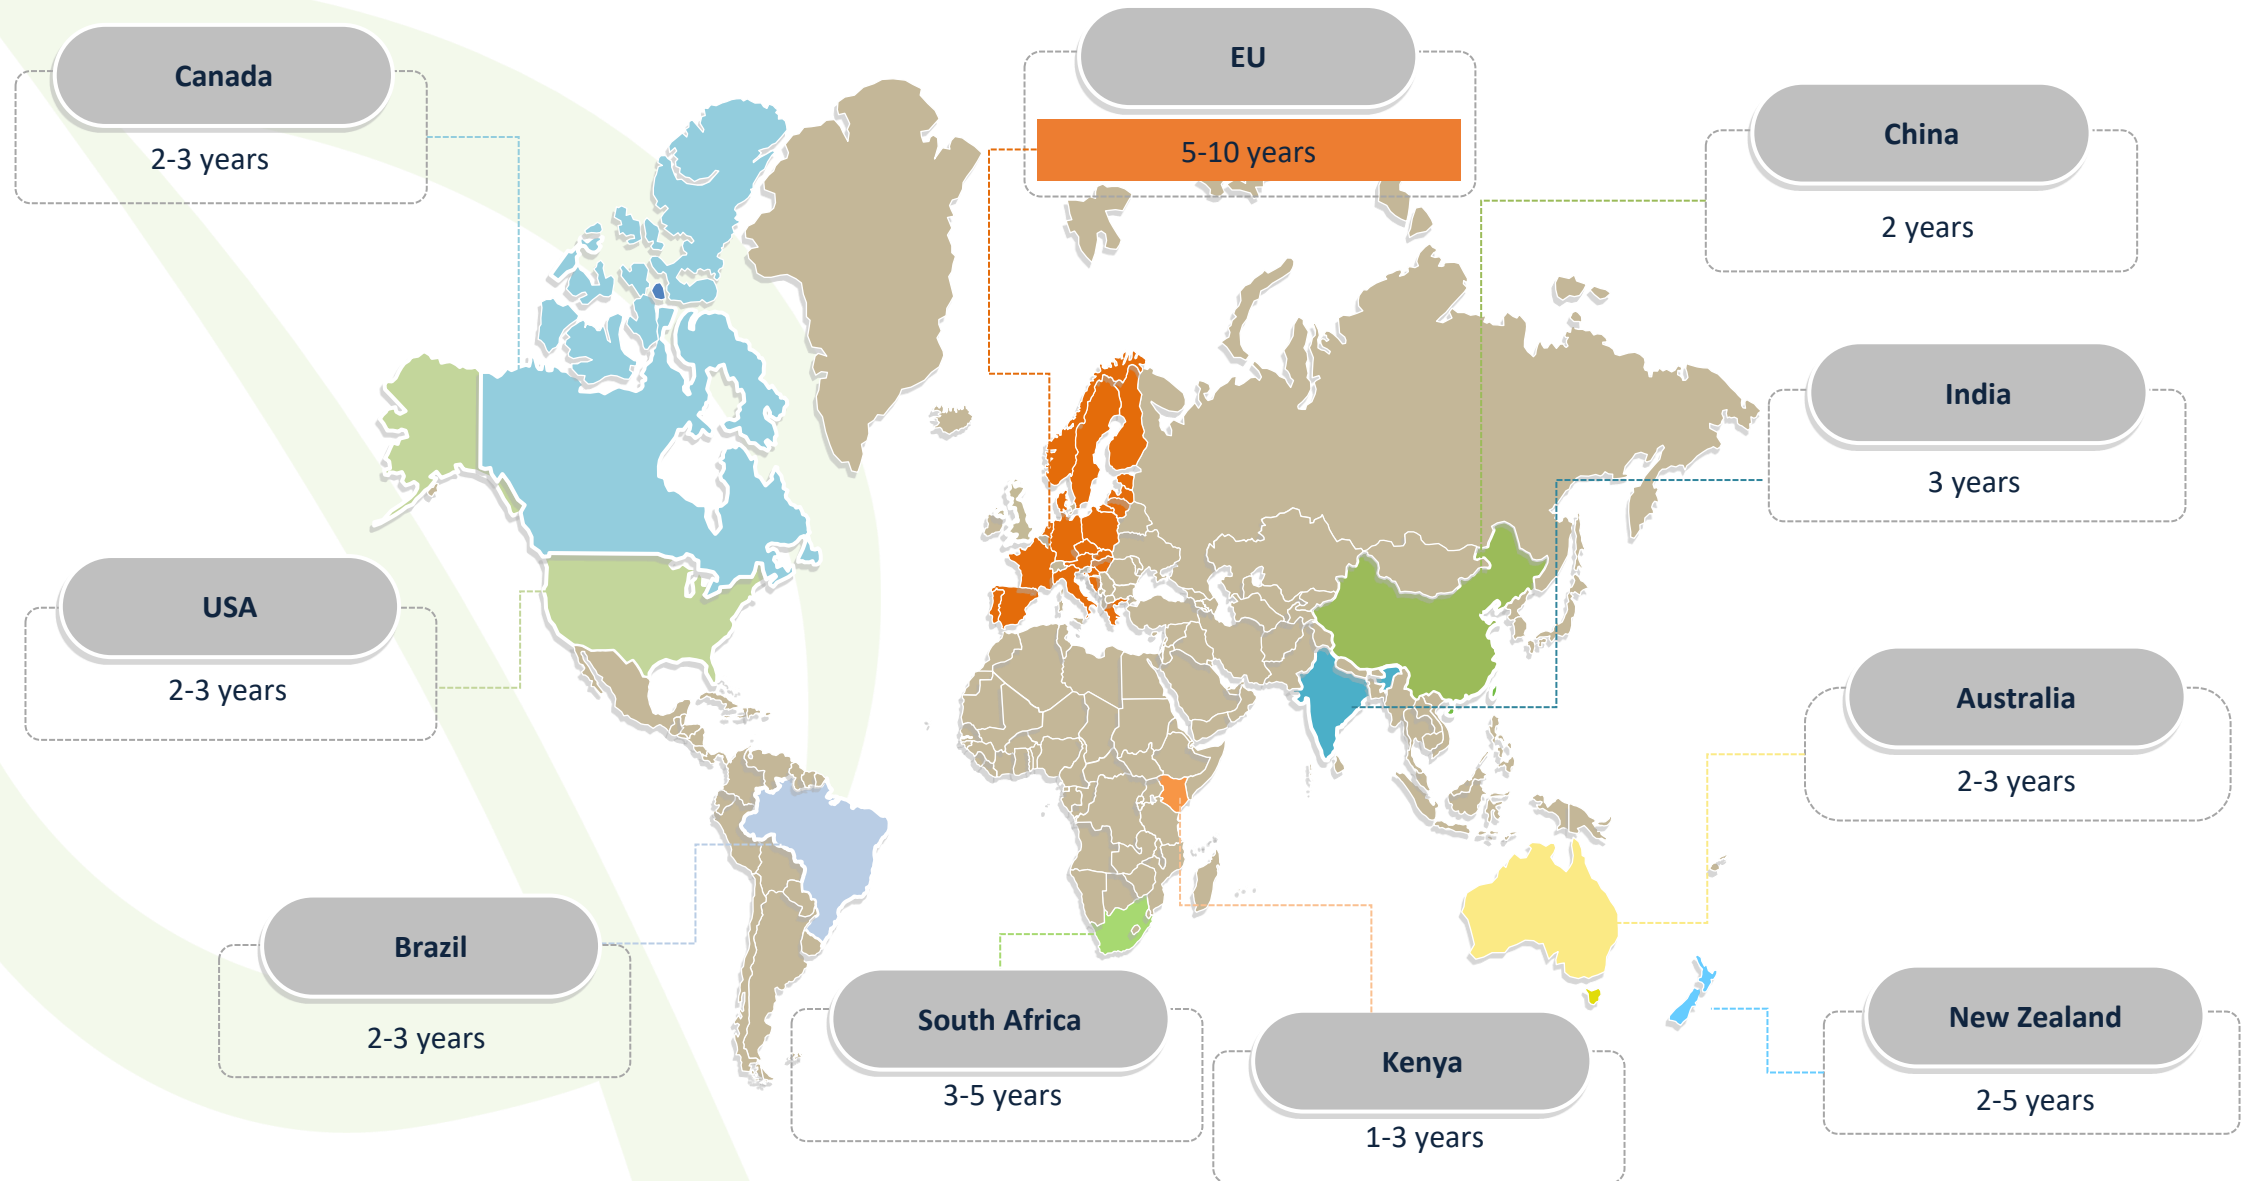 Canada
2-3 years
EU
5-10 years
China
2 years
India
3 years
USA
2-3 years
Australia
2-3 years
Brazil
2-3 years
South Africa
3-5 years
Kenya
1-3 years
New Zealand
2-5 years